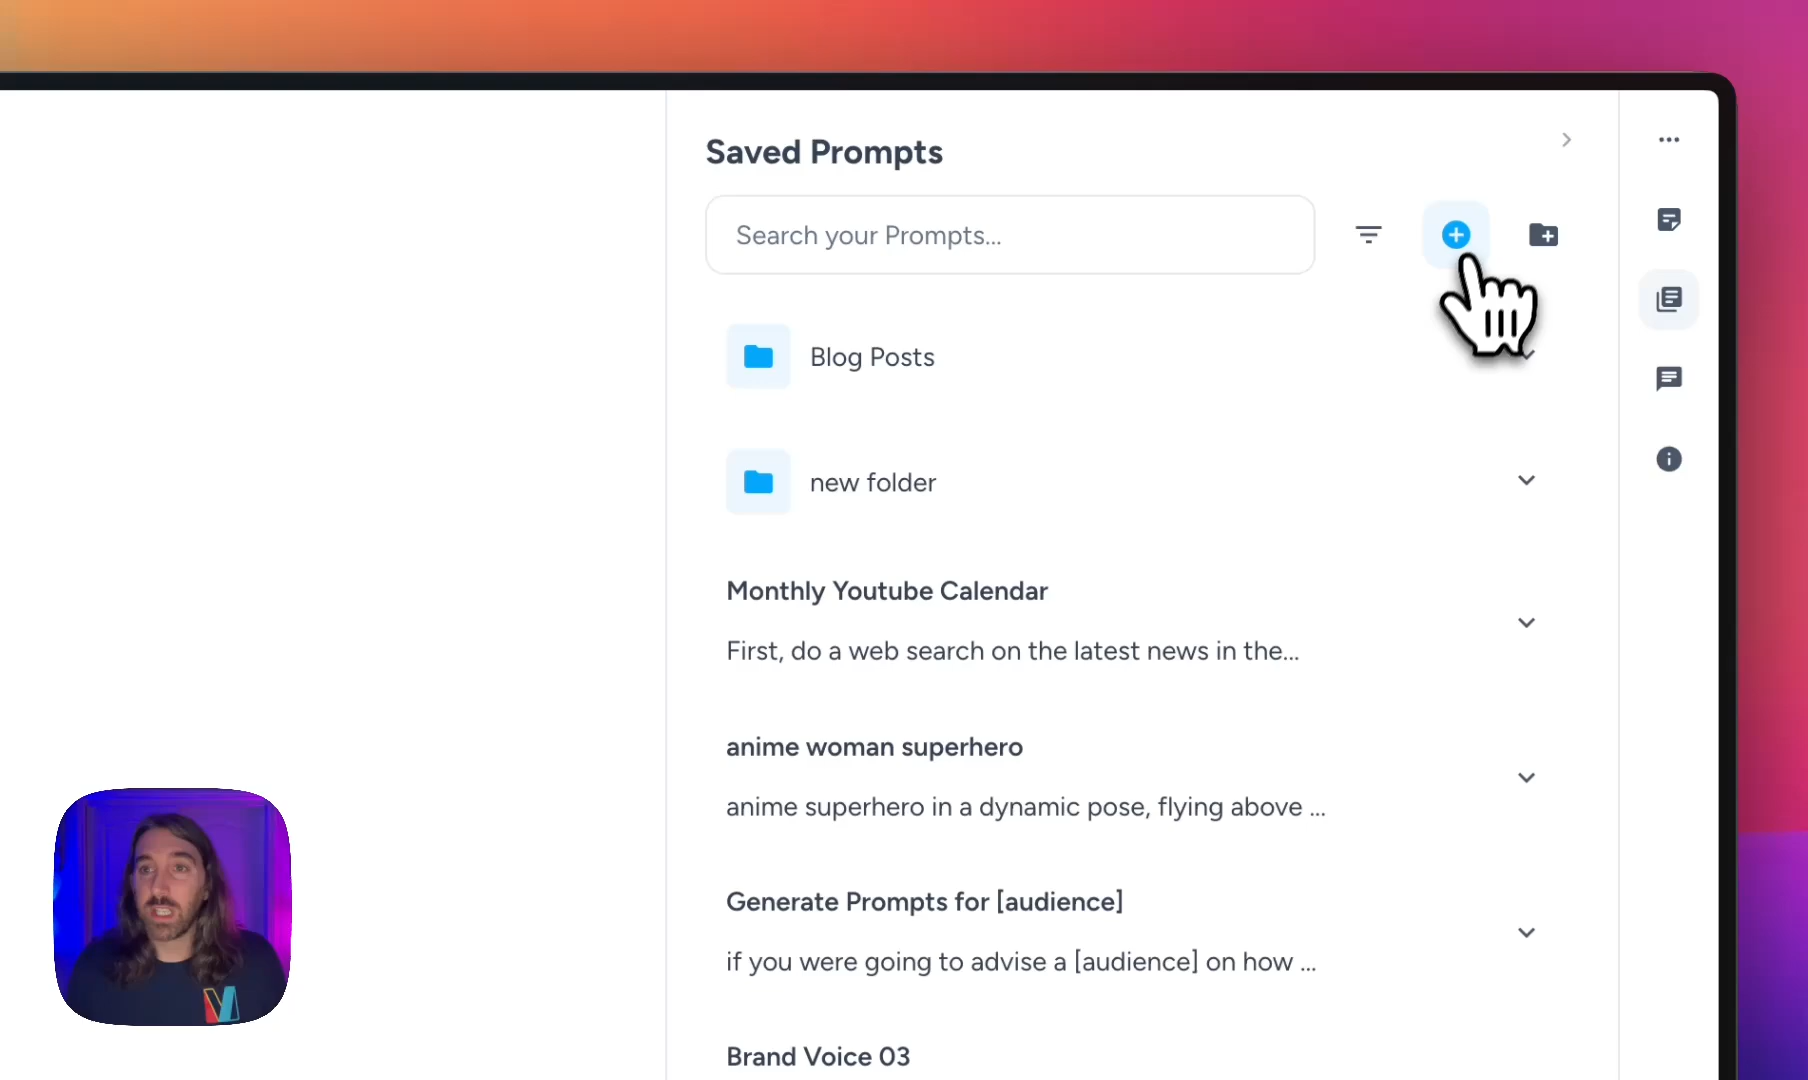 Saved Prompts
Search your Prompts...
Blog Posts
new folder
Monthly Youtube Calendar
First, do a web search on the latest news in the...
anime woman superhero
anime superhero in a dynamic pose, flying above ...
Generate Prompts for [audience]
if you were going to advise a [audience] on how ...
Brand Voice 03